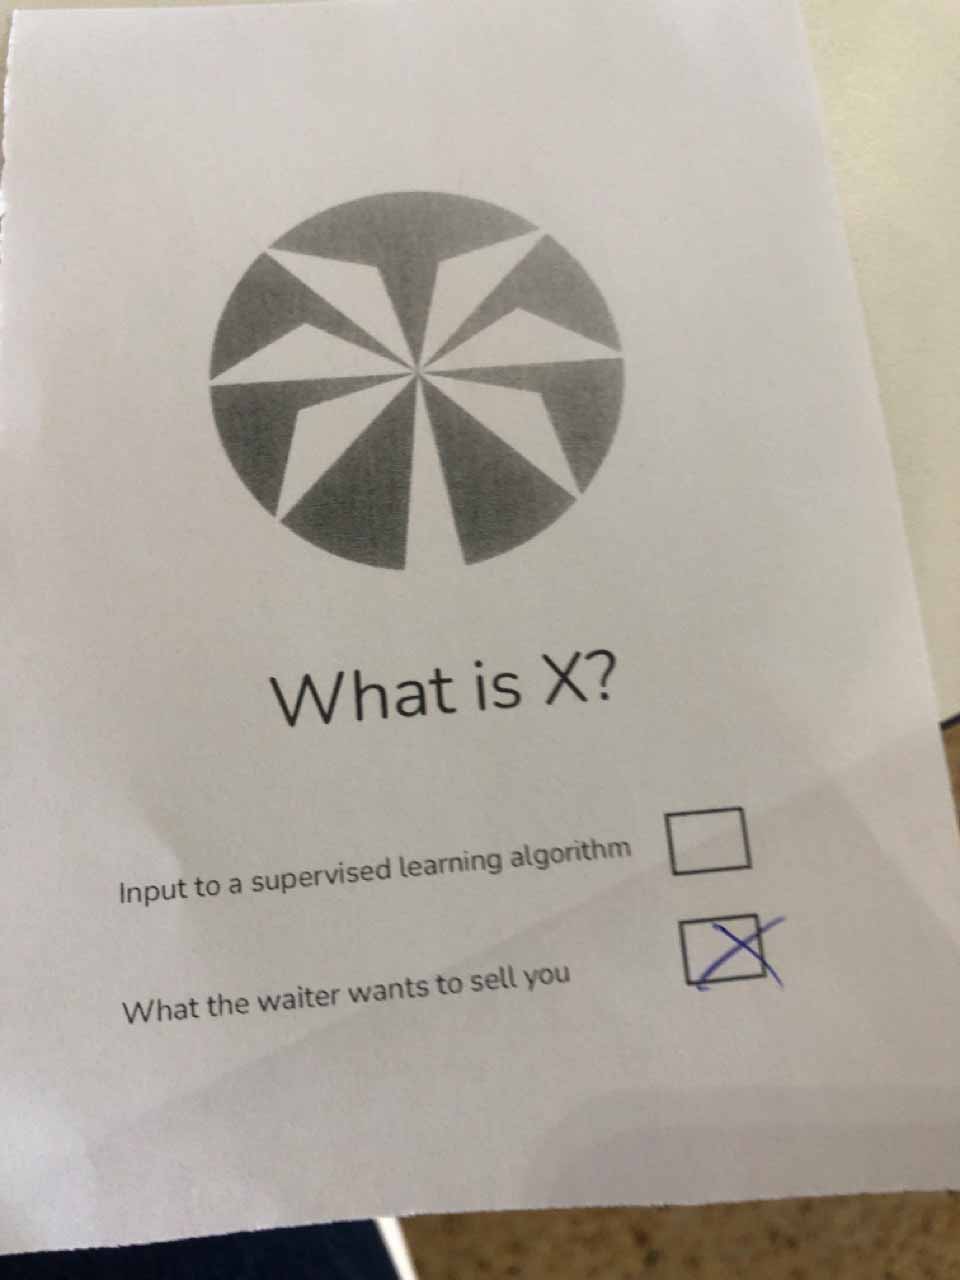 What is X?
Input to a supervised learning algorithm
What the waiter wants to sell you